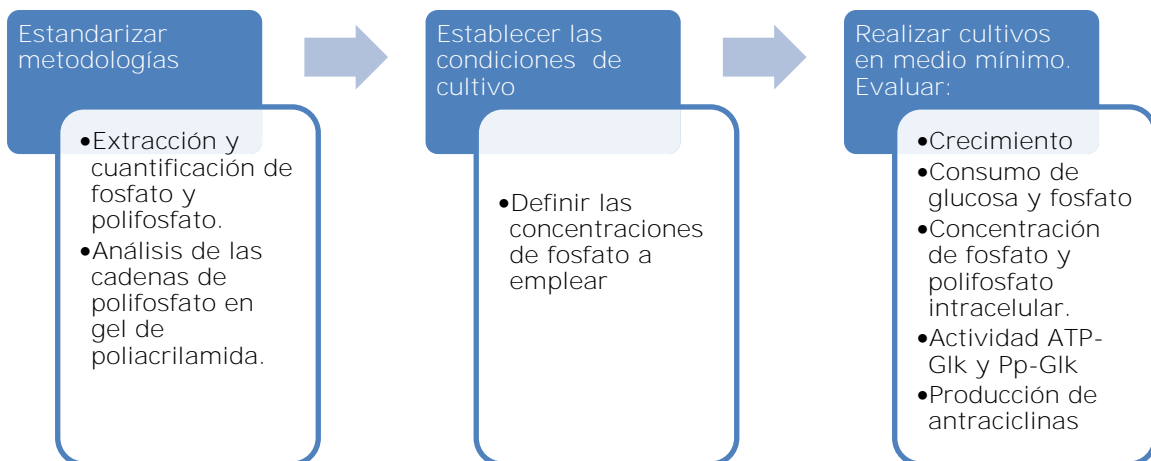 Estandarizar
metodologías
•Extracción y
cuantificación de
fosfato y
polifosfato.
•Análisis de las
cadenas de
polifosfato en
gel de
poliacrilamida.
Establecer las
condiciones de
cultivo
•Definir las
concentraciones
de fosfato a
emplear
Realizar cultivos
en medio mínimo.
Evaluar:
•Crecimiento
•Consumo de
glucosa y fosfato
•Concentración
de fosfato y
polifosfato
intracelular.
•Actividad ATP-
Glk y Pp-Glk
•Producción de
antraciclinas